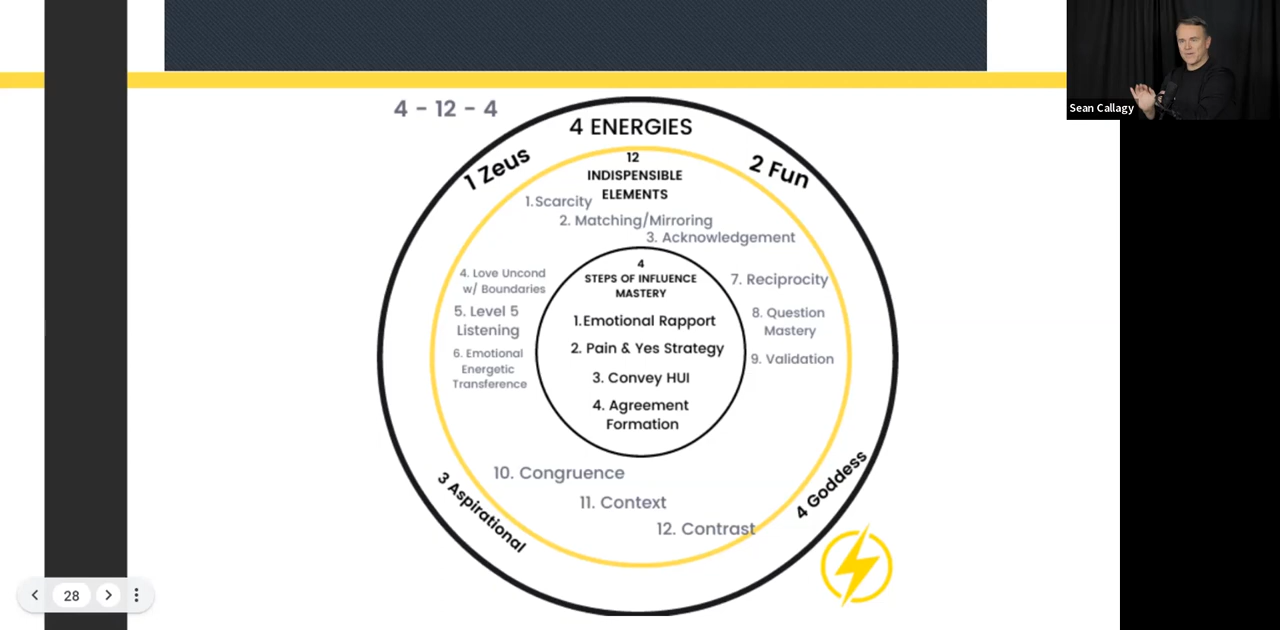 Sean Callagy
4 - 12 - 4
4 ENERGIES
1 Zeus
2 Fun
12
INDISPENSIBLE
ELEMENTS
1. Scarcity
2. Matching/Mirroring
3. Acknowledgement
4. Love Uncond
w/ Boundaries
5. Level 5
Listening
6. Emotional
Energetic
Transference
4
STEPS OF INFLUENCE
MASTERY
1. Emotional Rapport
2. Pain & Yes Strategy
3. Convey HUI
4. Agreement
Formation
7. Reciprocity
8. Question
Mastery
9. Validation
10. Congruence
11. Context
12. Contrast
3 Aspirational
4 Goddess
28